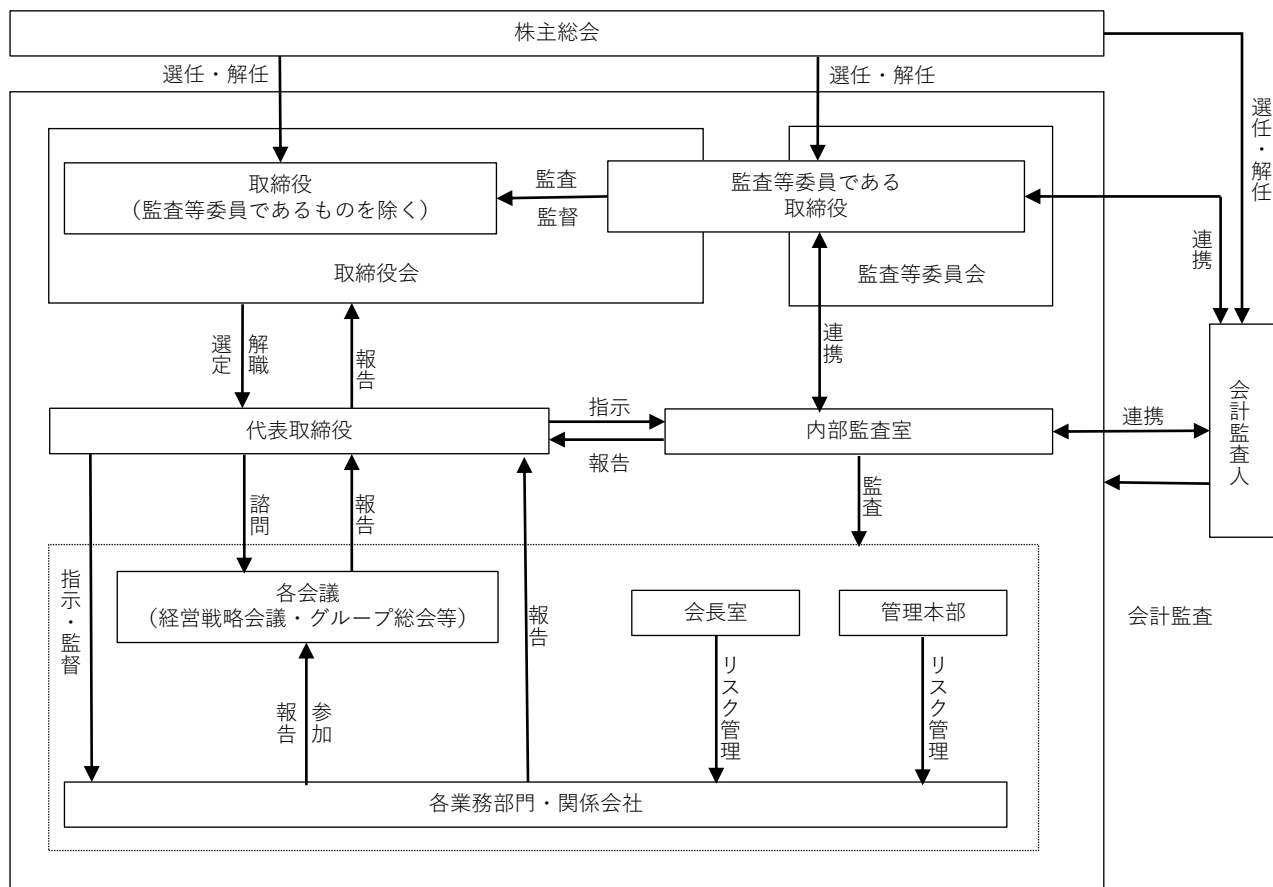 株主総会
選任・解任
選任・解任
選任・解任
取締役
（監査等委員であるものを除く）
監査
監督
監査等委員である
取締役
取締役会
監査等委員会
連携
選定
解職
報告
連携
会計監査人
代表取締役
指示
報告
内部監査室
連携
諮問
報告
監査
指示・監督
各会議
（経営戦略会議・グループ総会等）
報告
会長室
管理本部
会計監査
報告
参加
リスク管理
リスク管理
各業務部門・関係会社